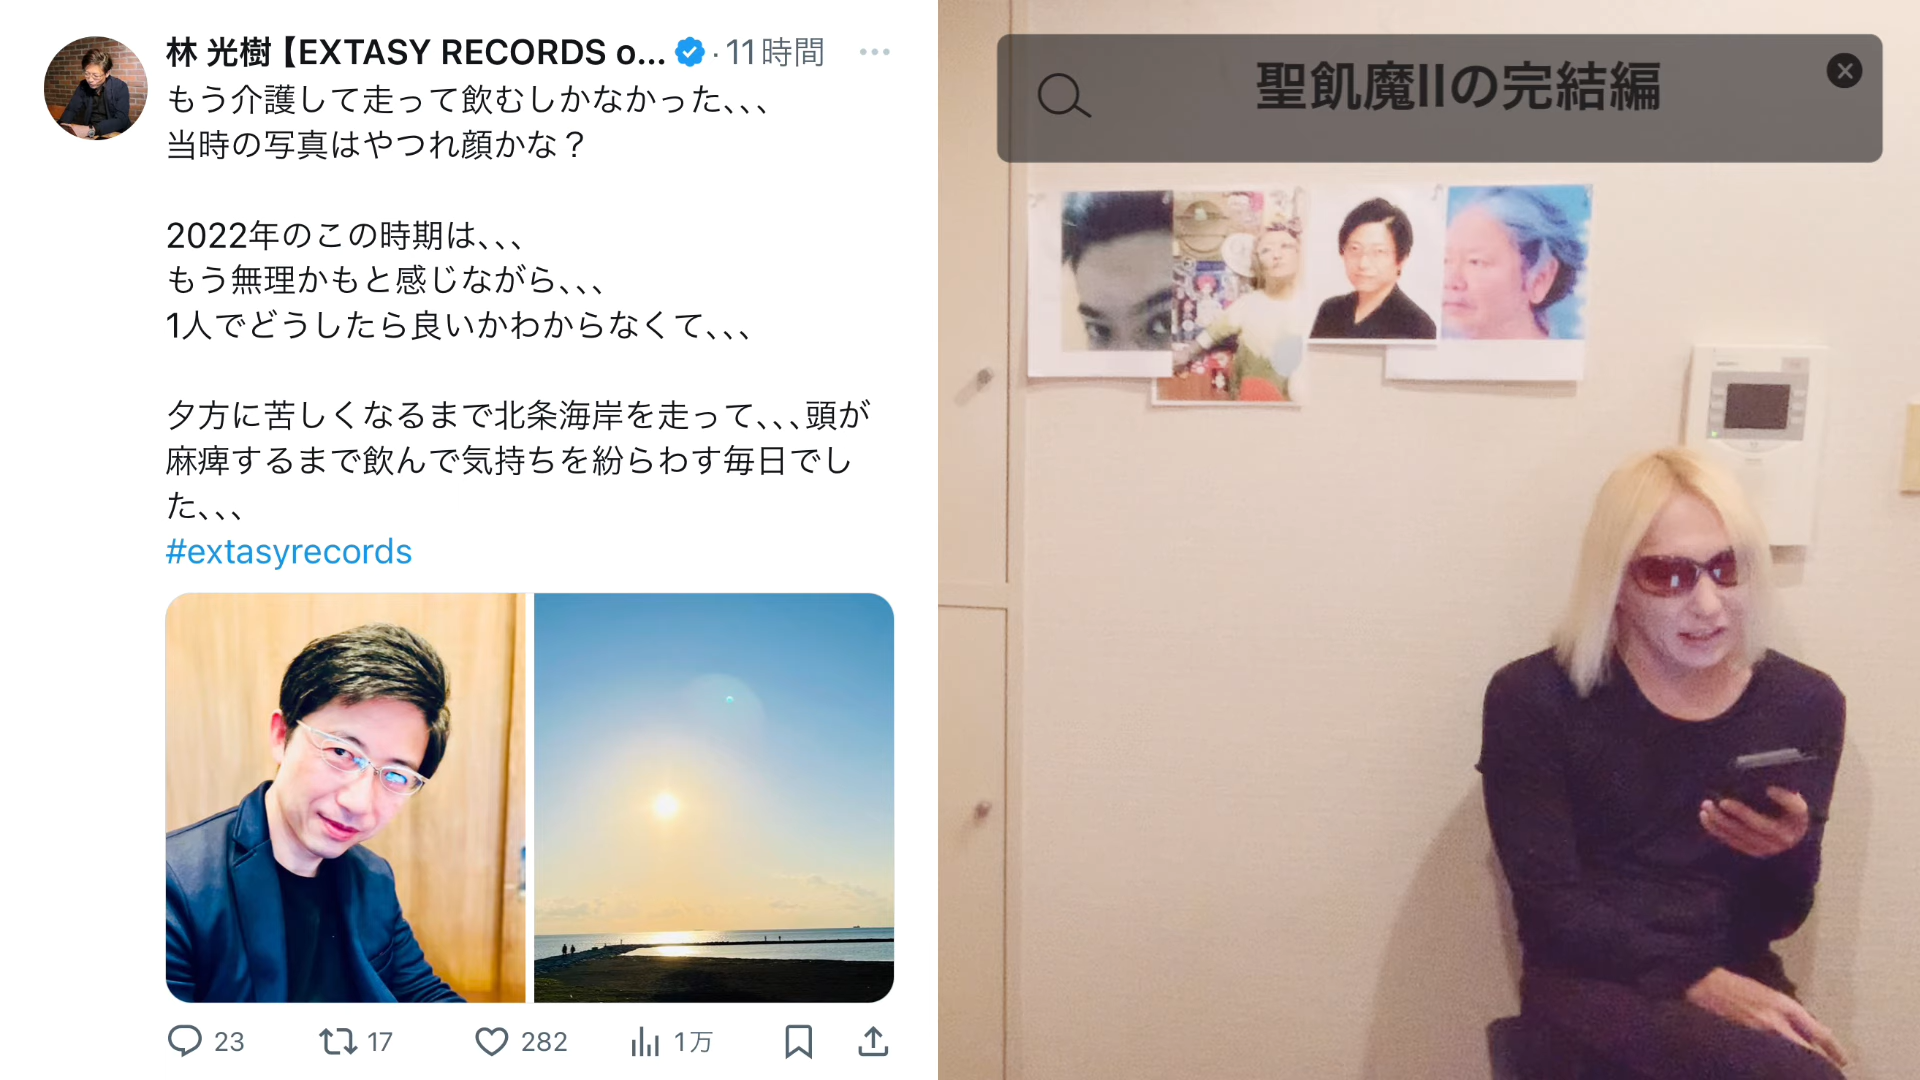 林 光樹【EXTASY RECORDS o... · 11時間
もう介護して走って飲むしかなかった､､､
当時の写真はやつれ顔かな？
2022年のこの時期は､､､
もう無理かもと感じながら､､､
1人でどうしたら良いかわからなくて､､､
夕方に苦しくなるまで北条海岸を走って､､､頭が
麻痺するまで飲んで気持ちを紛らわす毎日でし
た､､､
#extasyrecords
23 17 282 1万
聖飢魔IIの完結編